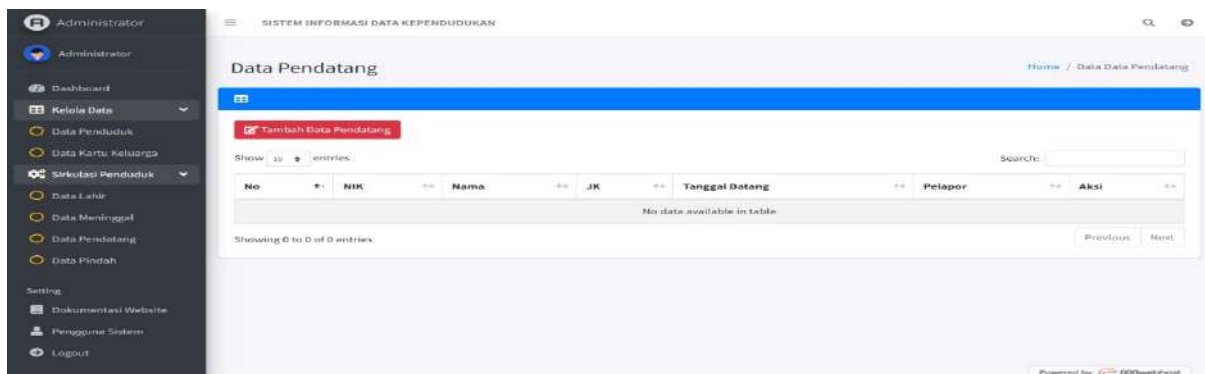 Administrator
SISTEM INFORMASI DATA KEPENDUDUKAN
Administrator
Dashboard
Kelola Data
Data Penduduk
Data Kartu Keluarga
Sirkulasi Penduduk
Data Lahir
Data Meninggal
Data Pendatang
Data Pindah
Setting
Dokumentasi Website
Pengguna Sistem
Logout
Data Pendatang
Home / Data Data Pendatang
Tambah Data Pendatang
Show 10 entries
Search:
No NIK Nama JK Tanggal Datang Pelapor Aksi
No data available in table
Showing 0 to 0 of 0 entries
Previous Next
Powered by 000webhost